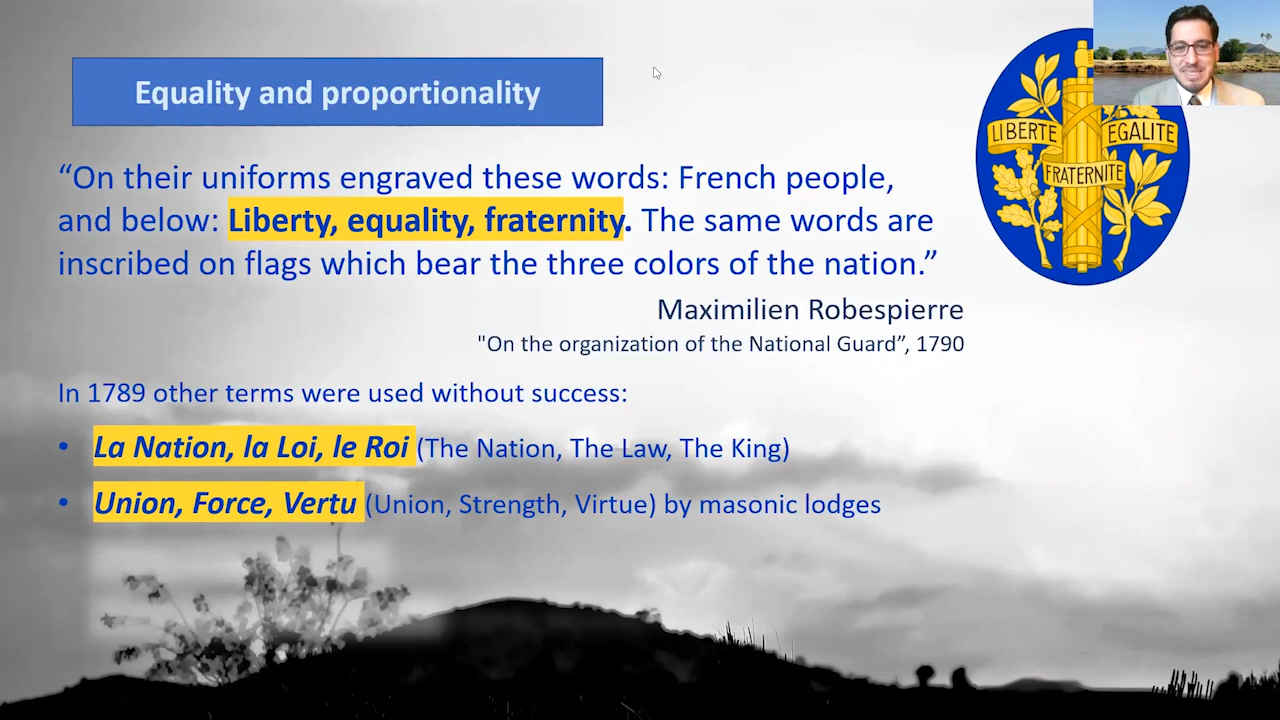 Equality and proportionality
“On their uniforms engraved these words: French people,
and below: Liberty, equality, fraternity. The same words are
inscribed on flags which bear the three colors of the nation.”
Maximilien Robespierre
"On the organization of the National Guard”, 1790
In 1789 other terms were used without success:
• La Nation, la Loi, le Roi (The Nation, The Law, The King)
• Union, Force, Vertu (Union, Strength, Virtue) by masonic lodges
LIBERTE
EGALITE
FRATERNITE